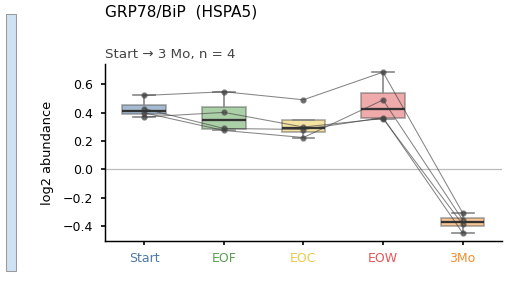 GRP78/BiP (HSPA5)
Start → 3 Mo, n = 4
0.6
0.4
0.2
0.0
−0.2
−0.4
log2 abundance
Start EOF EOC EOW 3Mo